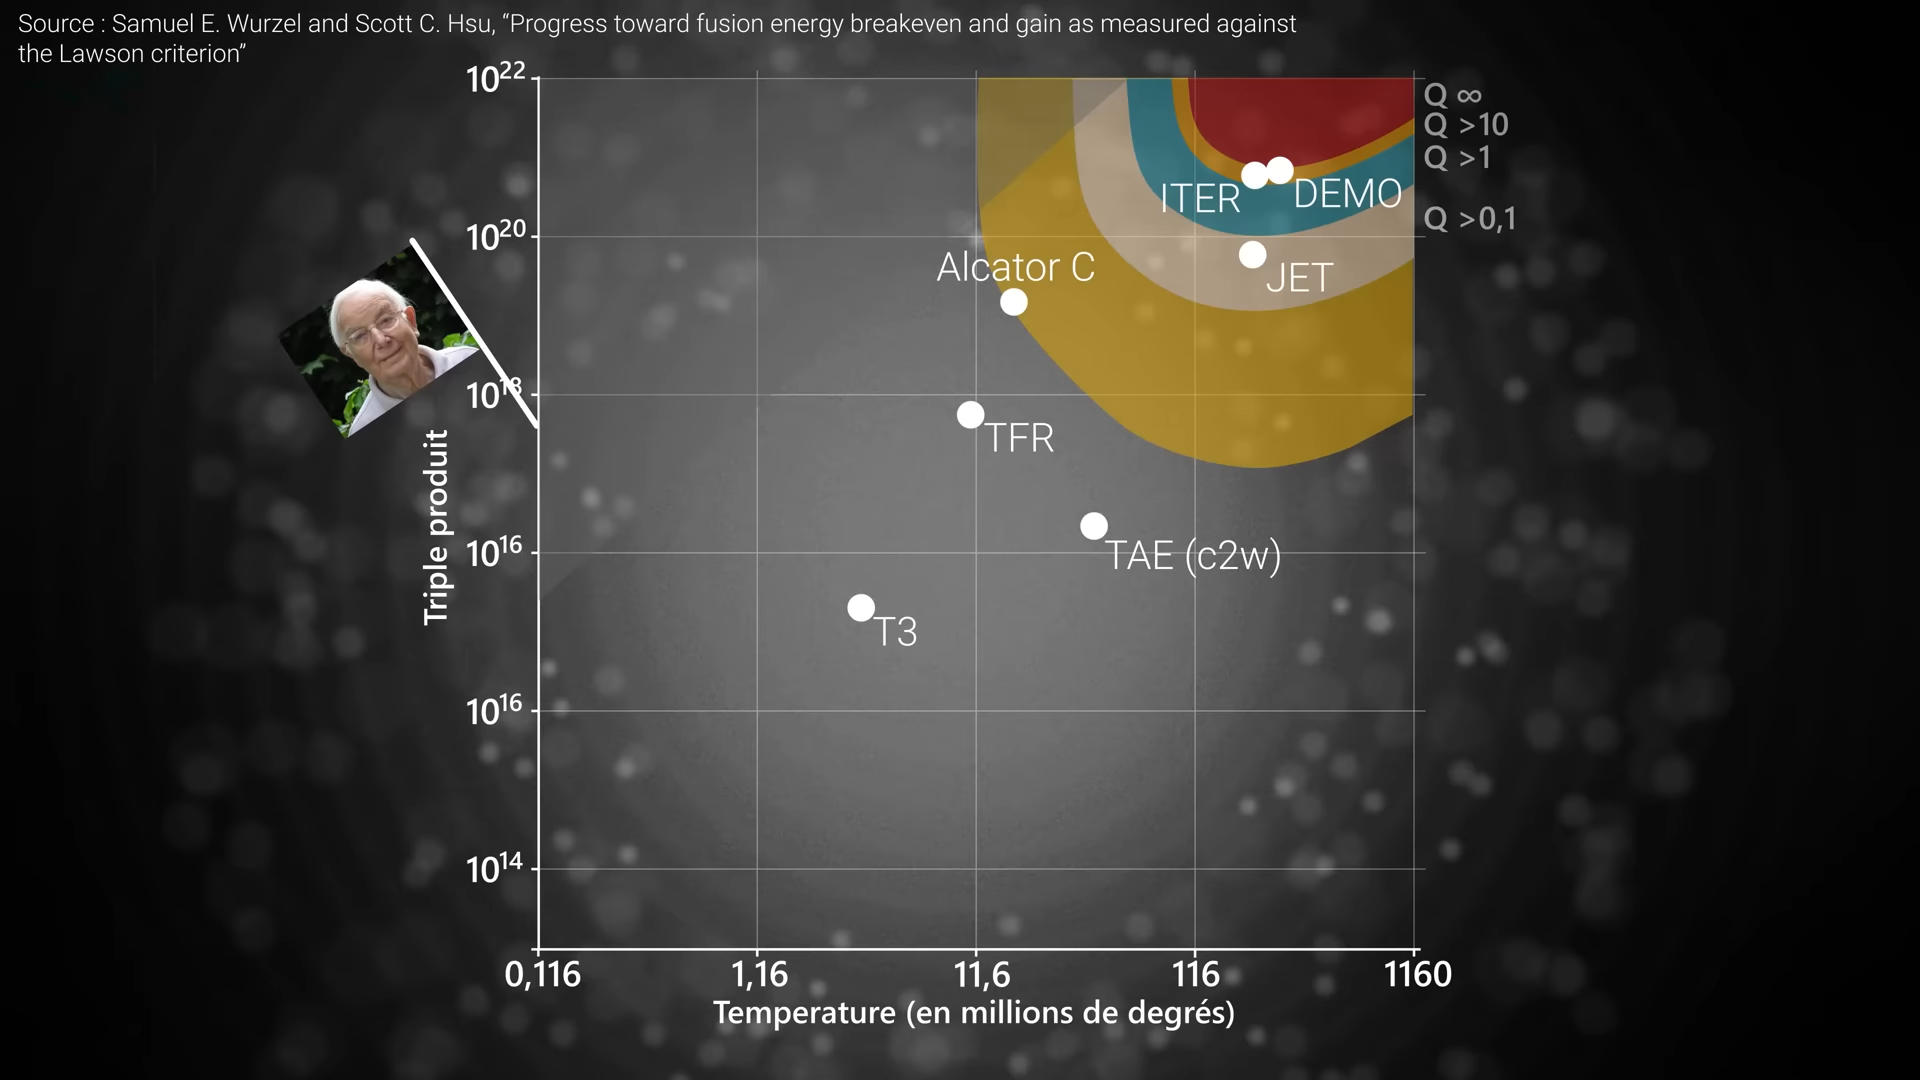 Source : Samuel E. Wurzel and Scott C. Hsu, “Progress toward fusion energy breakeven and gain as measured against
the Lawson criterion”
10²²
10²⁰
10¹⁸
10¹⁶
10¹⁶
10¹⁴
Triple produit
Q ∞
Q >10
Q >1
Q >0,1
ITER
DEMO
JET
Alcator C
TFR
TAE (c2w)
T3
0,116
1,16
11,6
116
1160
Temperature (en millions de degrés)